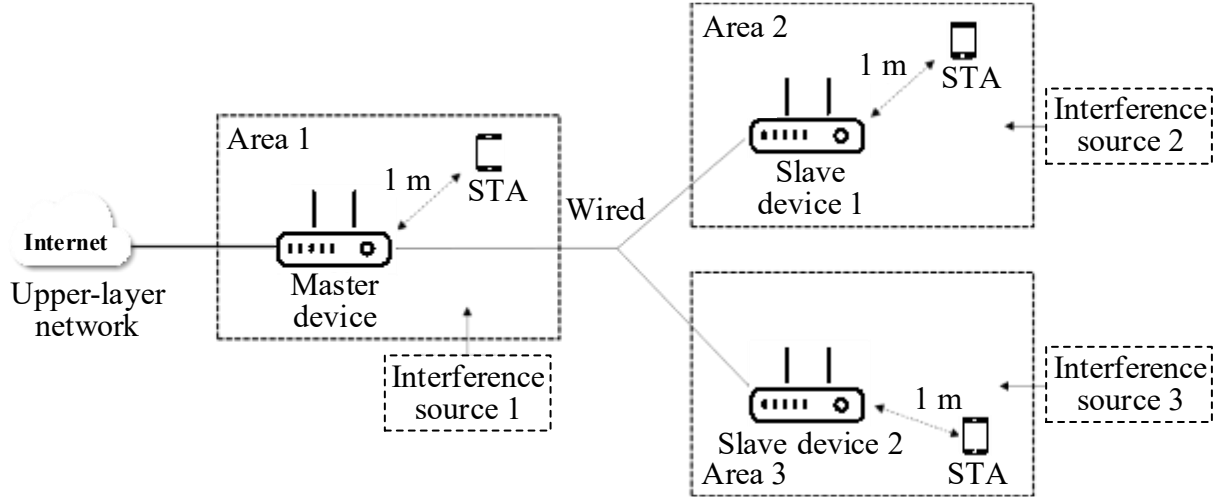 Internet
Upper-layer
network
Area 1
1 m
STA
Master
device
Interference
source 1
Wired
Area 2
1 m
STA
Slave
device 1
Interference
source 2
Slave device 2
1 m
STA
Area 3
Interference
source 3